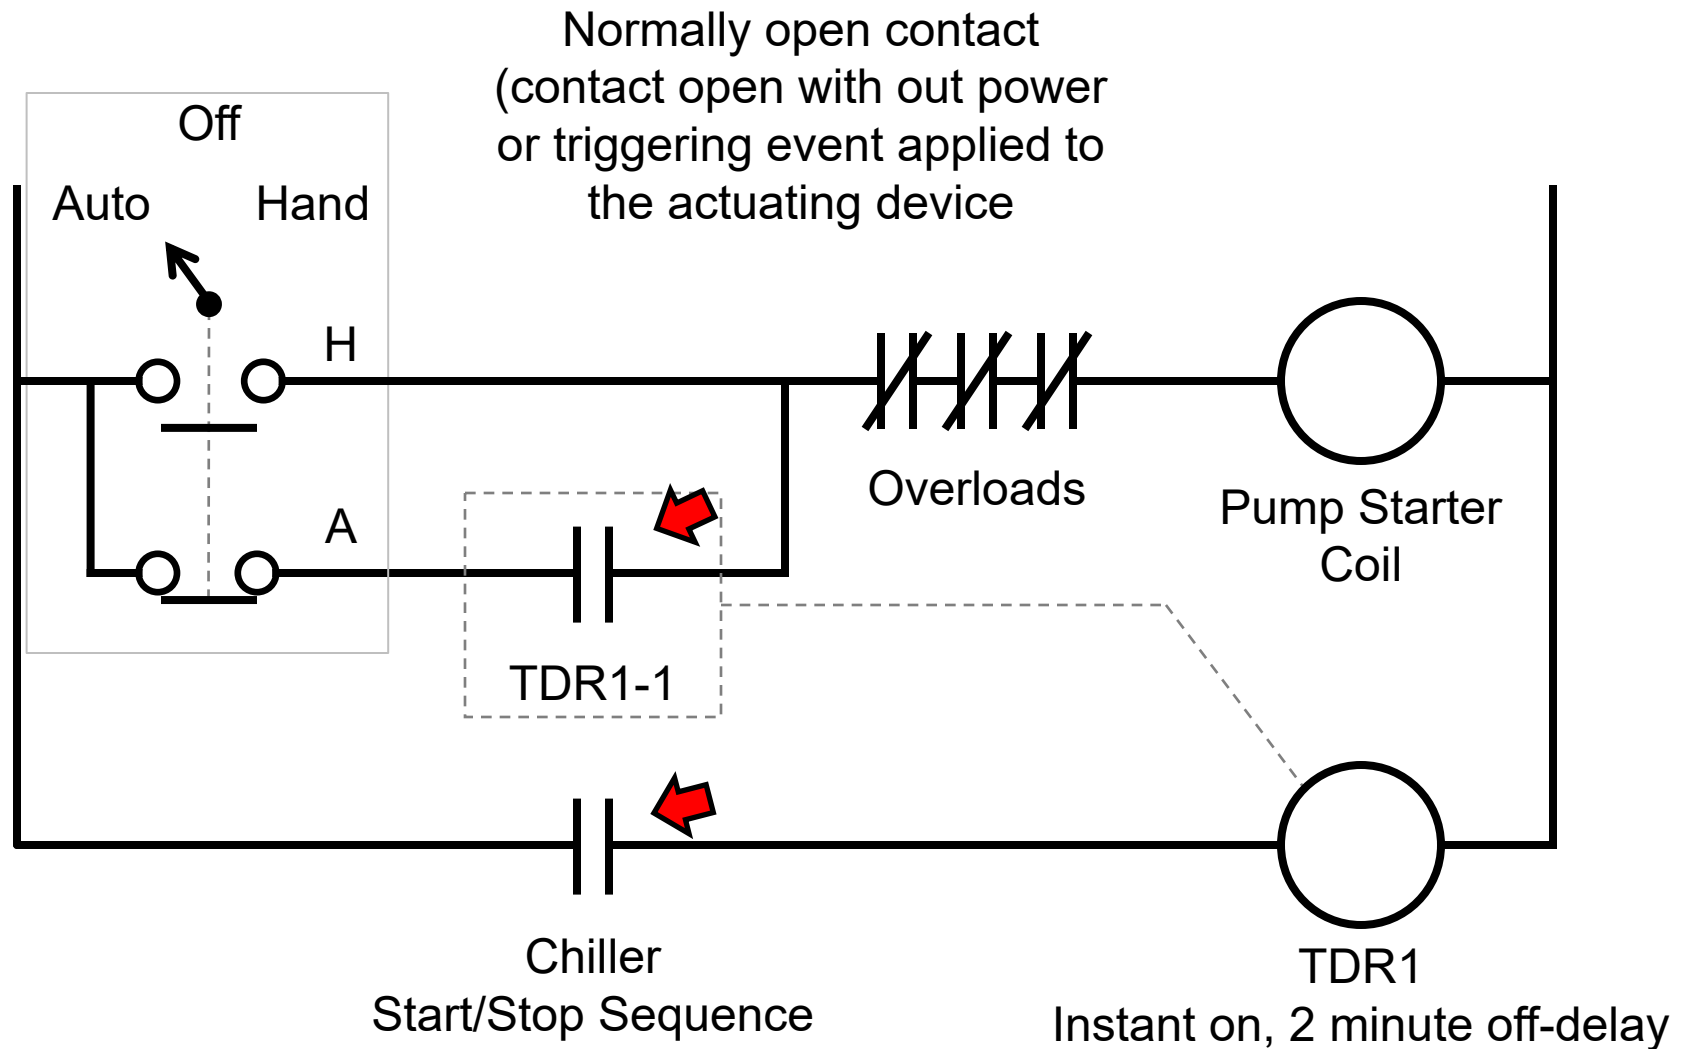 Normally open contact
(contact open with out power
or triggering event applied to
the actuating device
Off
Auto
Hand
H
A
Overloads
Pump Starter
Coil
TDR1-1
Chiller
Start/Stop Sequence
TDR1
Instant on, 2 minute off-delay